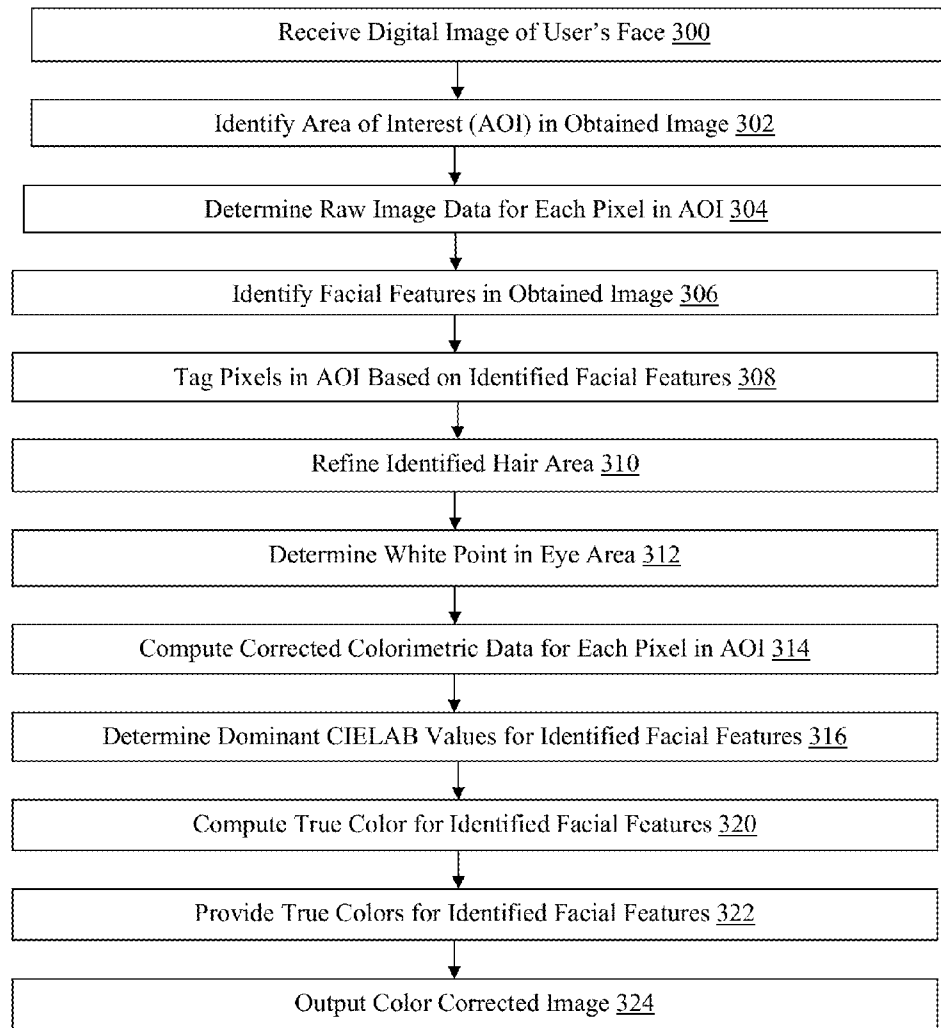 Receive Digital Image of User's Face 300
Identify Area of Interest (AOI) in Obtained Image 302
Determine Raw Image Data for Each Pixel in AOI 304
Identify Facial Features in Obtained Image 306
Tag Pixels in AOI Based on Identified Facial Features 308
Refine Identified Hair Area 310
Determine White Point in Eye Area 312
Compute Corrected Colorimetric Data for Each Pixel in AOI 314
Determine Dominant CIELAB Values for Identified Facial Features 316
Compute True Color for Identified Facial Features 320
Provide True Colors for Identified Facial Features 322
Output Color Corrected Image 324